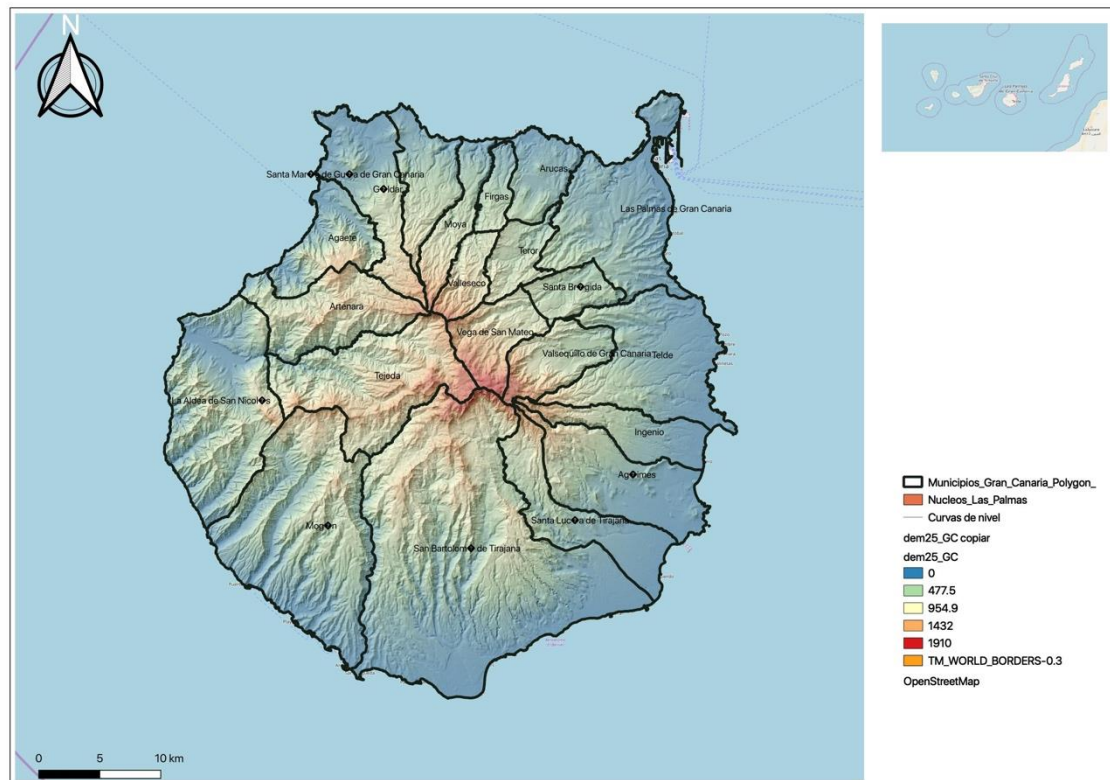 N
Santa Mar�a de Gu�a de Gran Canaria
G�ldar
Agaete
Moya
Firgas
Arucas
Las Palmas de Gran Canaria
Teror
Valleseco
Santa Br�gida
Artenara
Vega de San Mateo
Valsequillo de Gran Canaria
Telde
Tejeda
La Aldea de San Nicol�s
Ingenio
Ag�imes
Santa Luc�a de Tirajana
Mog�n
San Bartolom� de Tirajana
0 5 10 km
Municipios_Gran_Canaria_Polygon_
Nucleos_Las_Palmas
Curvas de nivel
dem25_GC copiar
dem25_GC
0
477.5
954.9
1432
1910
TM_WORLD_BORDERS-0.3
OpenStreetMap